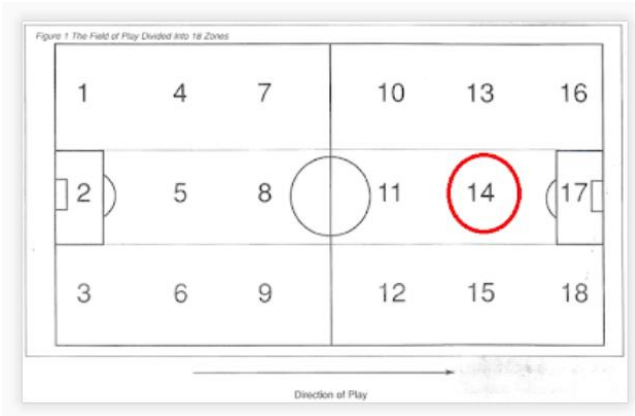 Figure 1 The Field of Play Divided Into 18 Zones
1 4 7 10 13 16
2 5 8 11 14 17
3 6 9 12 15 18
Direction of Play